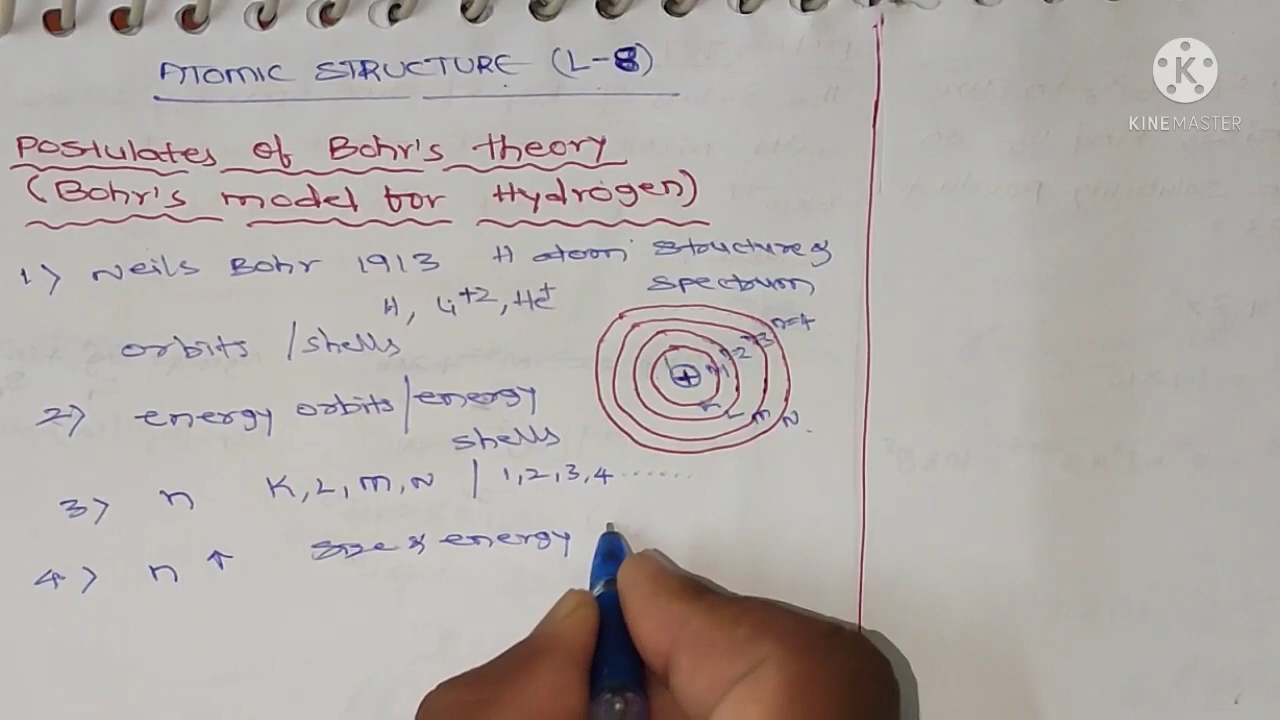 ATOMIC STRUCTURE (L-8)
KINEMASTER
Postulates of Bohr's theory
(Bohr's model for Hydrogen)
1) Neils Bohr 1913 H atom structure &
spectrum
H, Li+2, He+
orbits / shells
n=1 n=2 n=3 n=4
K L M N
2) energy orbits/energy
shells
3) n K, L, M, N | 1, 2, 3, 4 ......
4) n ↑ size & energy